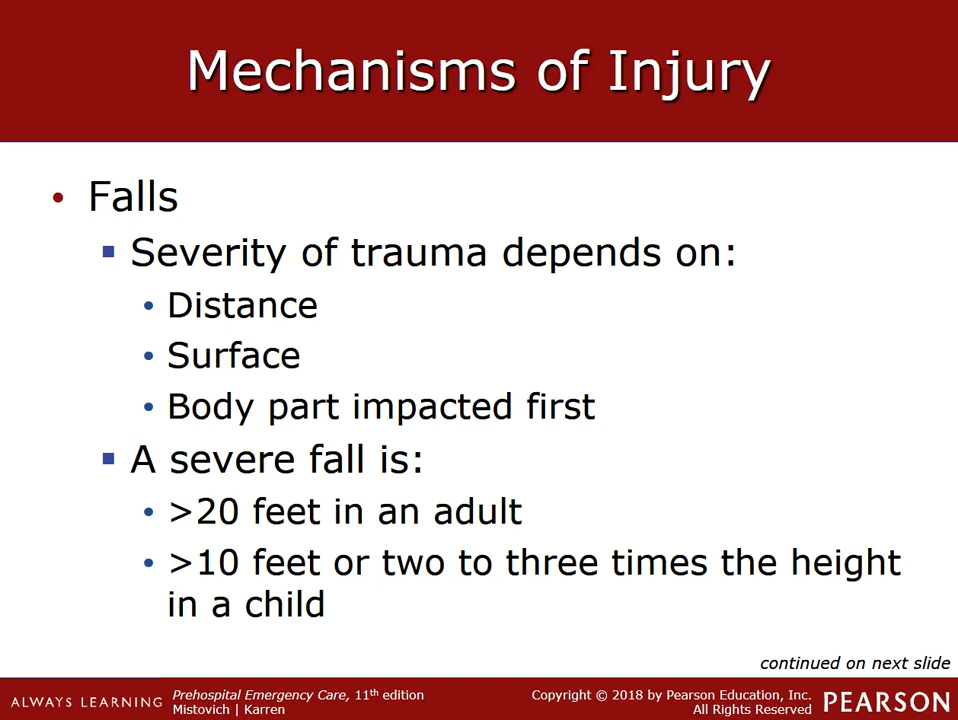 Mechanisms of Injury
• Falls
▪ Severity of trauma depends on:
• Distance
• Surface
• Body part impacted first
▪ A severe fall is:
• >20 feet in an adult
• >10 feet or two to three times the height
in a child
continued on next slide
ALWAYS LEARNING
Prehospital Emergency Care, 11th edition
Mistovich | Karren
Copyright © 2018 by Pearson Education, Inc.
All Rights Reserved
PEARSON